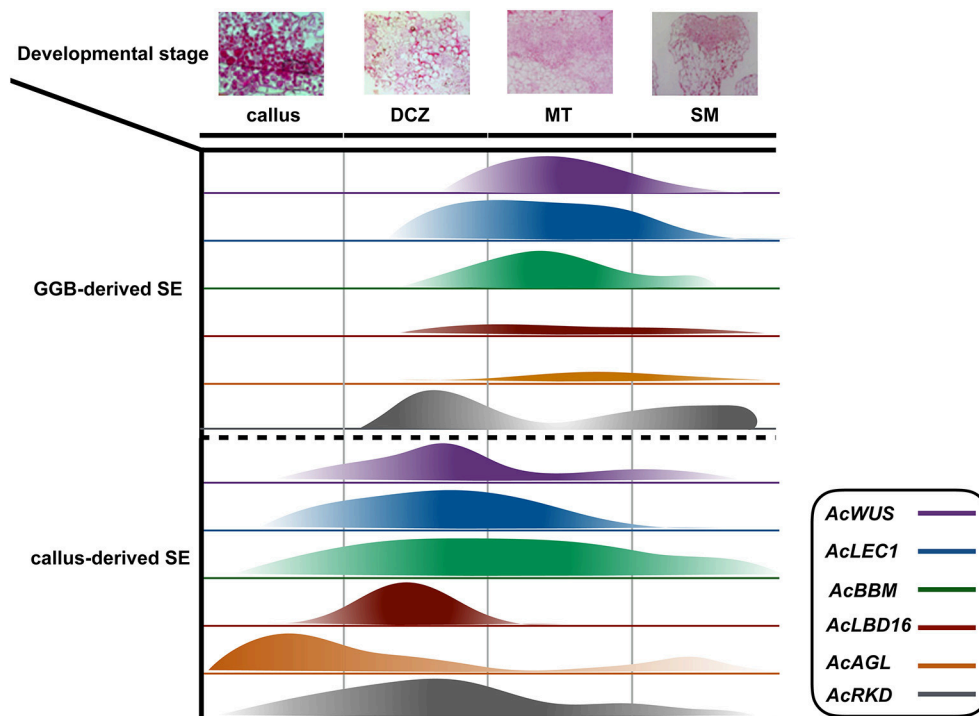 Developmental stage
callus DCZ MT SM
GGB-derived SE
callus-derived SE
AcWUS
AcLEC1
AcBBM
AcLBD16
AcAGL
AcRKD